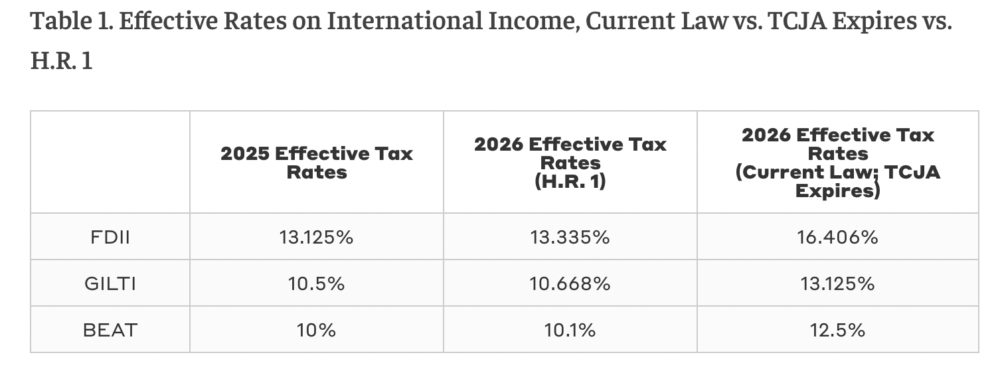 Table 1. Effective Rates on International Income, Current Law vs. TCJA Expires vs.
H.R. 1
2025 Effective Tax
Rates
2026 Effective Tax
Rates
(H.R. 1)
2026 Effective Tax
Rates
(Current Law; TCJA
Expires)
FDII 13.125% 13.335% 16.406%
GILTI 10.5% 10.668% 13.125%
BEAT 10% 10.1% 12.5%